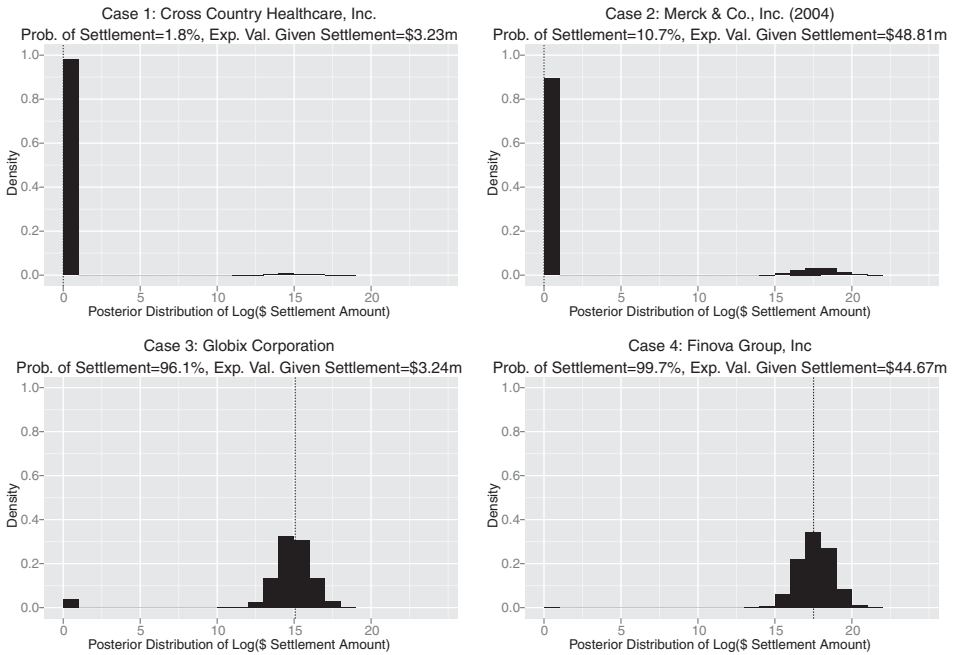 Case 1: Cross Country Healthcare, Inc.
Prob. of Settlement=1.8%, Exp. Val. Given Settlement=$3.23m
1.0
0.8
0.6
0.4
0.2
0.0
Density
0 5 10 15 20
Posterior Distribution of Log($ Settlement Amount)
Case 2: Merck & Co., Inc. (2004)
Prob. of Settlement=10.7%, Exp. Val. Given Settlement=$48.81m
1.0
0.8
0.6
0.4
0.2
0.0
Density
0 5 10 15 20
Posterior Distribution of Log($ Settlement Amount)
Case 3: Globix Corporation
Prob. of Settlement=96.1%, Exp. Val. Given Settlement=$3.24m
1.0
0.8
0.6
0.4
0.2
0.0
Density
0 5 10 15 20
Posterior Distribution of Log($ Settlement Amount)
Case 4: Finova Group, Inc
Prob. of Settlement=99.7%, Exp. Val. Given Settlement=$44.67m
1.0
0.8
0.6
0.4
0.2
0.0
Density
0 5 10 15 20
Posterior Distribution of Log($ Settlement Amount)